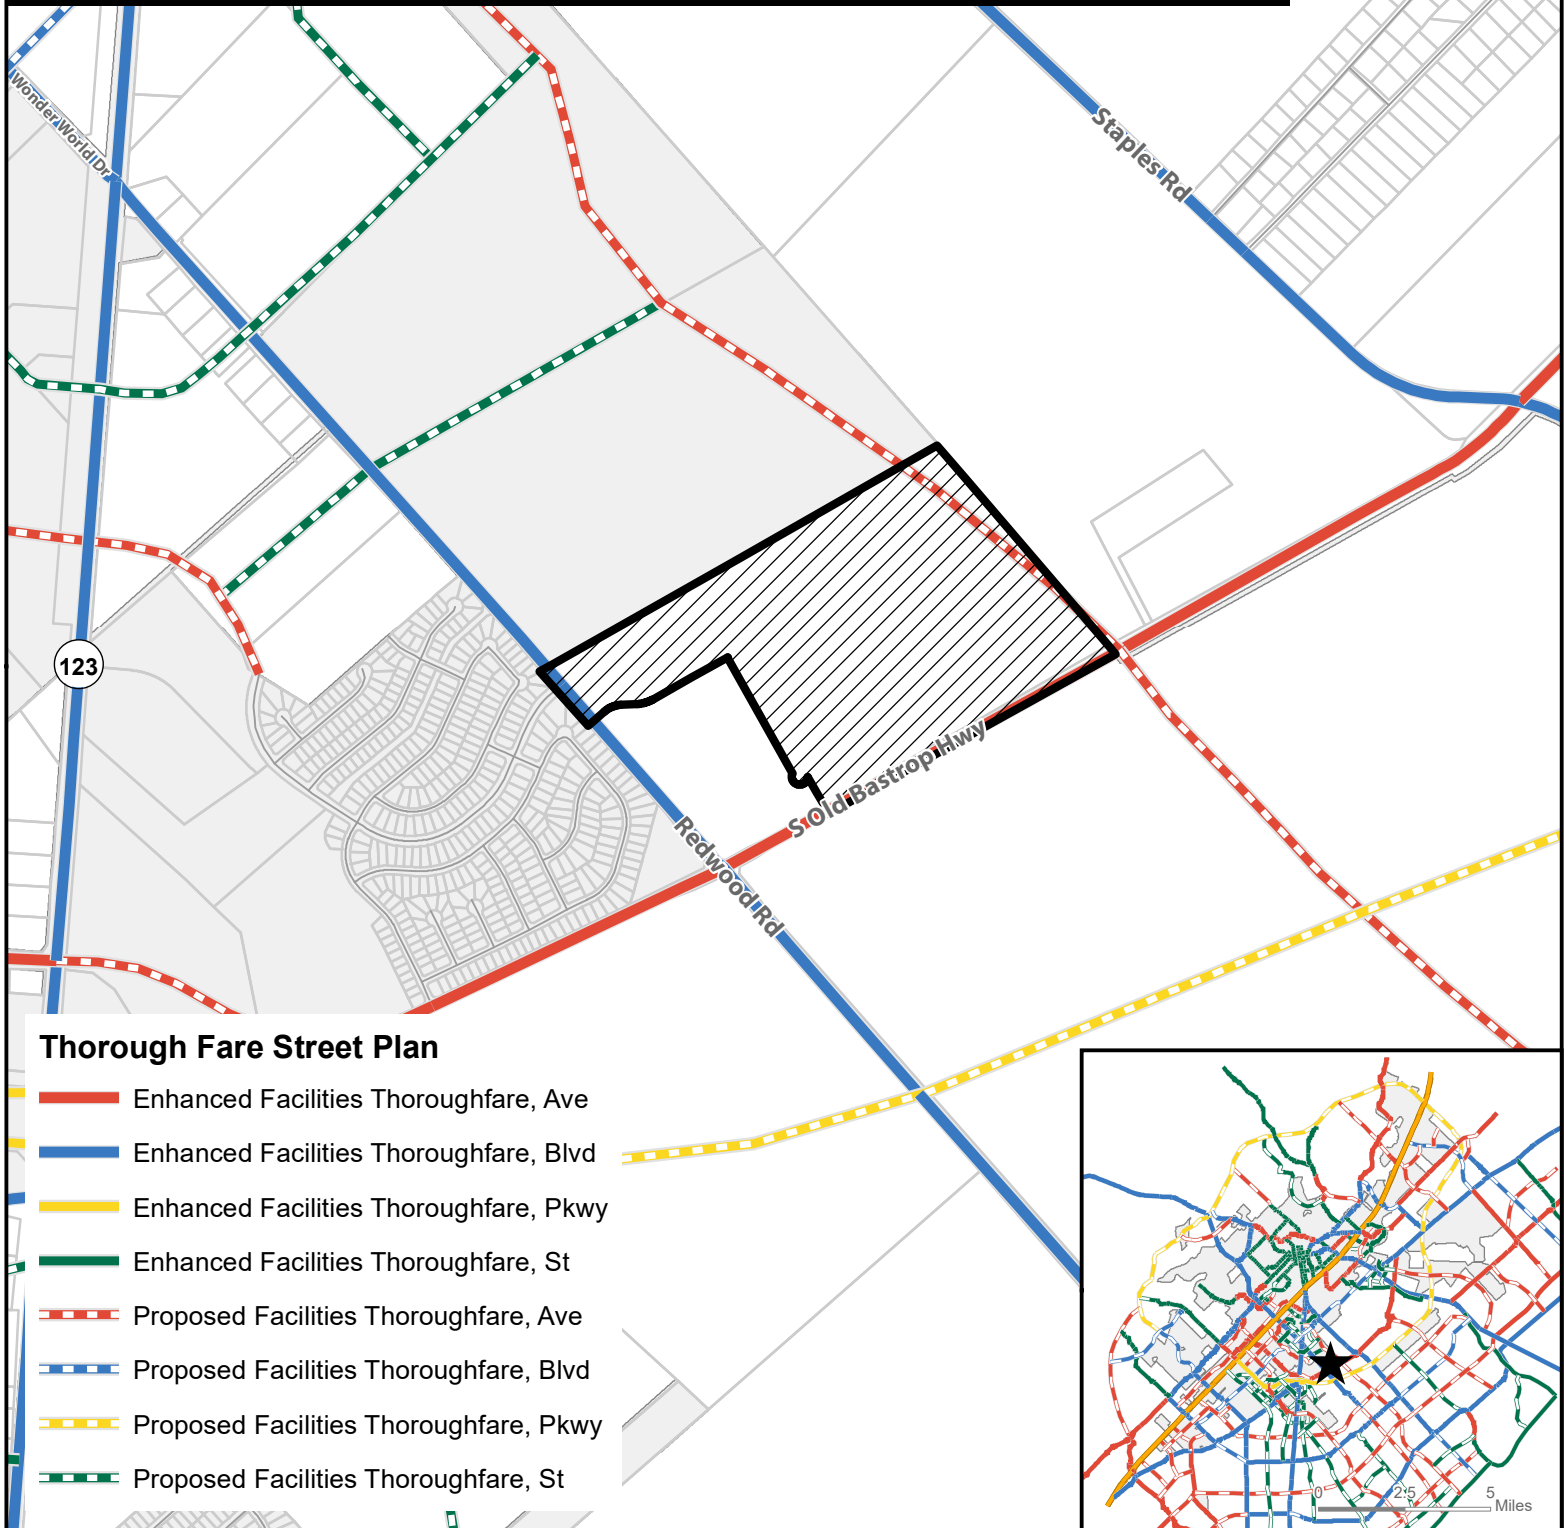 Wonder World Dr
Staples Rd
123
S Old Bastrop Hwy
Redwood Rd
Thorough Fare Street Plan
Enhanced Facilities Thoroughfare, Ave
Enhanced Facilities Thoroughfare, Blvd
Enhanced Facilities Thoroughfare, Pkwy
Enhanced Facilities Thoroughfare, St
Proposed Facilities Thoroughfare, Ave
Proposed Facilities Thoroughfare, Blvd
Proposed Facilities Thoroughfare, Pkwy
Proposed Facilities Thoroughfare, St
0 2.5 5
Miles